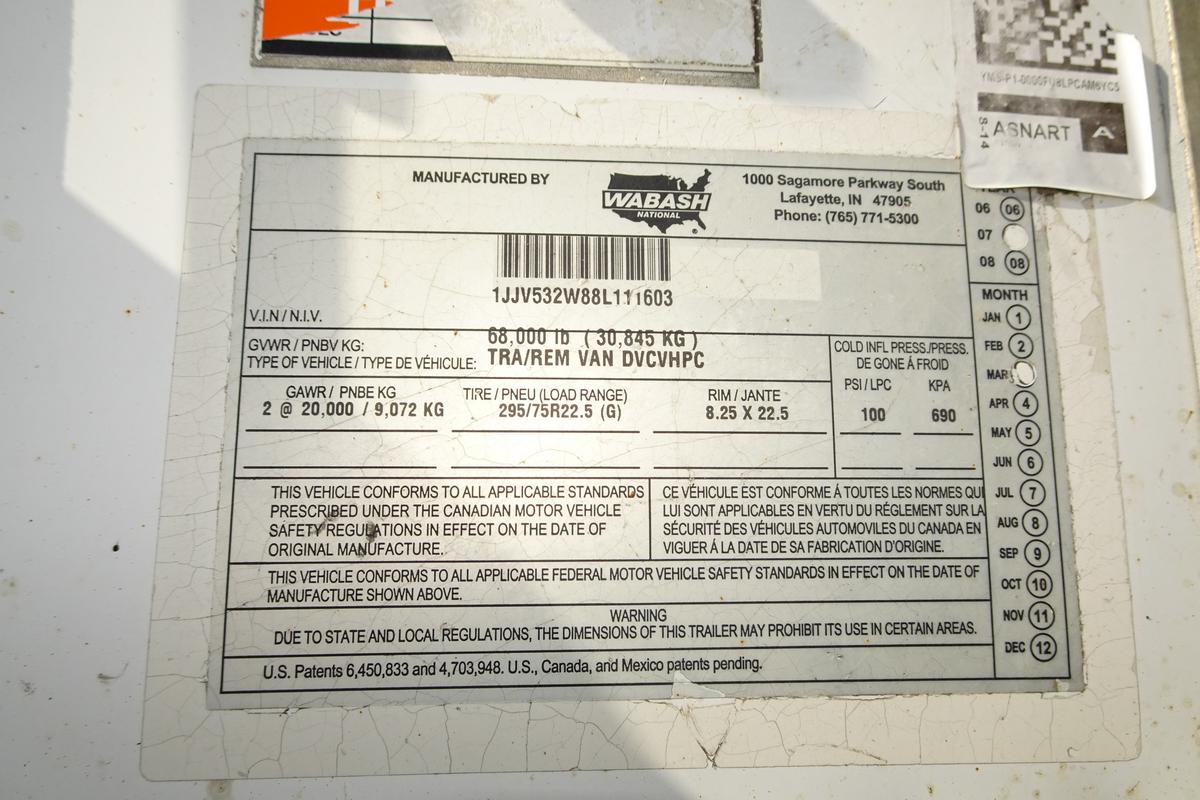 YMS-P1-0000FU8LPCAM6YC5
S-14
ASNART
A
MANUFACTURED BY
WABASH
NATIONAL
®
1000 Sagamore Parkway South
Lafayette, IN 47905
Phone: (765) 771-5300
1JJV532W88L111603
V.I.N / N.I.V.
GVWR / PNBV KG: 68,000 lb ( 30,845 KG )
TYPE OF VEHICLE / TYPE DE VÉHICULE: TRA/REM VAN DVCVHPC
COLD INFL PRESS./PRESS.
DE GONE Á FROID
PSI / LPC KPA
100 690
GAWR / PNBE KG TIRE / PNEU (LOAD RANGE) RIM / JANTE
2 @ 20,000 / 9,072 KG 295/75R22.5 (G) 8.25 X 22.5
THIS VEHICLE CONFORMS TO ALL APPLICABLE STANDARDS
PRESCRIBED UNDER THE CANADIAN MOTOR VEHICLE
SAFETY REGULATIONS IN EFFECT ON THE DATE OF
ORIGINAL MANUFACTURE.
CE VÉHICULE EST CONFORME Á TOUTES LES NORMES QUI
LUI SONT APPLICABLES EN VERTU DU RÉGLEMENT SUR LA
SÉCURITÉ DES VÉHICULES AUTOMOVILES DU CANADA EN
VIGUER Á LA DATE DE SA FABRICATION D'ORIGINE.
THIS VEHICLE CONFORMS TO ALL APPLICABLE FEDERAL MOTOR VEHICLE SAFETY STANDARDS IN EFFECT ON THE DATE OF
MANUFACTURE SHOWN ABOVE.
WARNING
DUE TO STATE AND LOCAL REGULATIONS, THE DIMENSIONS OF THIS TRAILER MAY PROHIBIT ITS USE IN CERTAIN AREAS.
U.S. Patents 6,450,833 and 4,703,948. U.S., Canada, and Mexico patents pending.
06 06
07
08 08
MONTH
JAN 1
FEB 2
MAR
APR 4
MAY 5
JUN 6
JUL 7
AUG 8
SEP 9
OCT 10
NOV 11
DEC 12